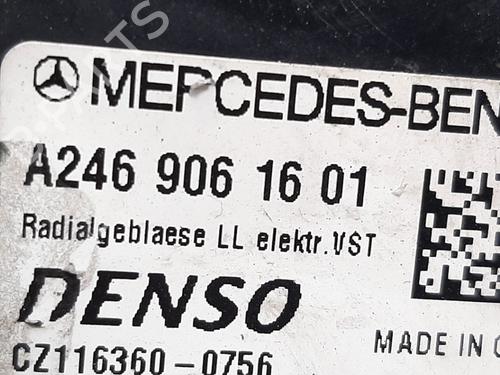 MERCEDES-BEN
A246 906 16 01
Radialgeblaese LL elektr.VST
DENSO
MADE IN
CZ116360-0756